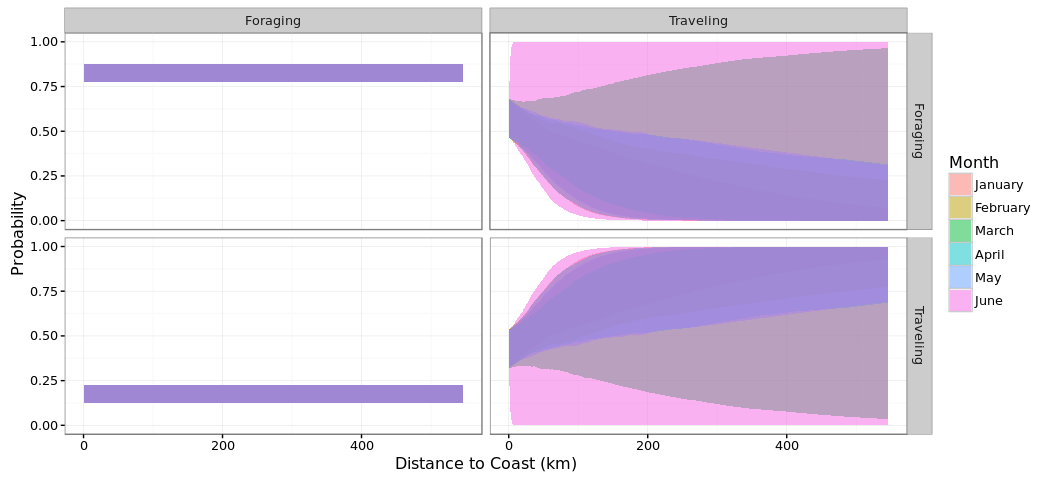 Foraging
Traveling
1.00
0.75
0.50
0.25
0.00
Foraging
1.00
0.75
0.50
0.25
0.00
Traveling
Probability
0
200
400
0
200
400
Distance to Coast (km)
Month
January
February
March
April
May
June